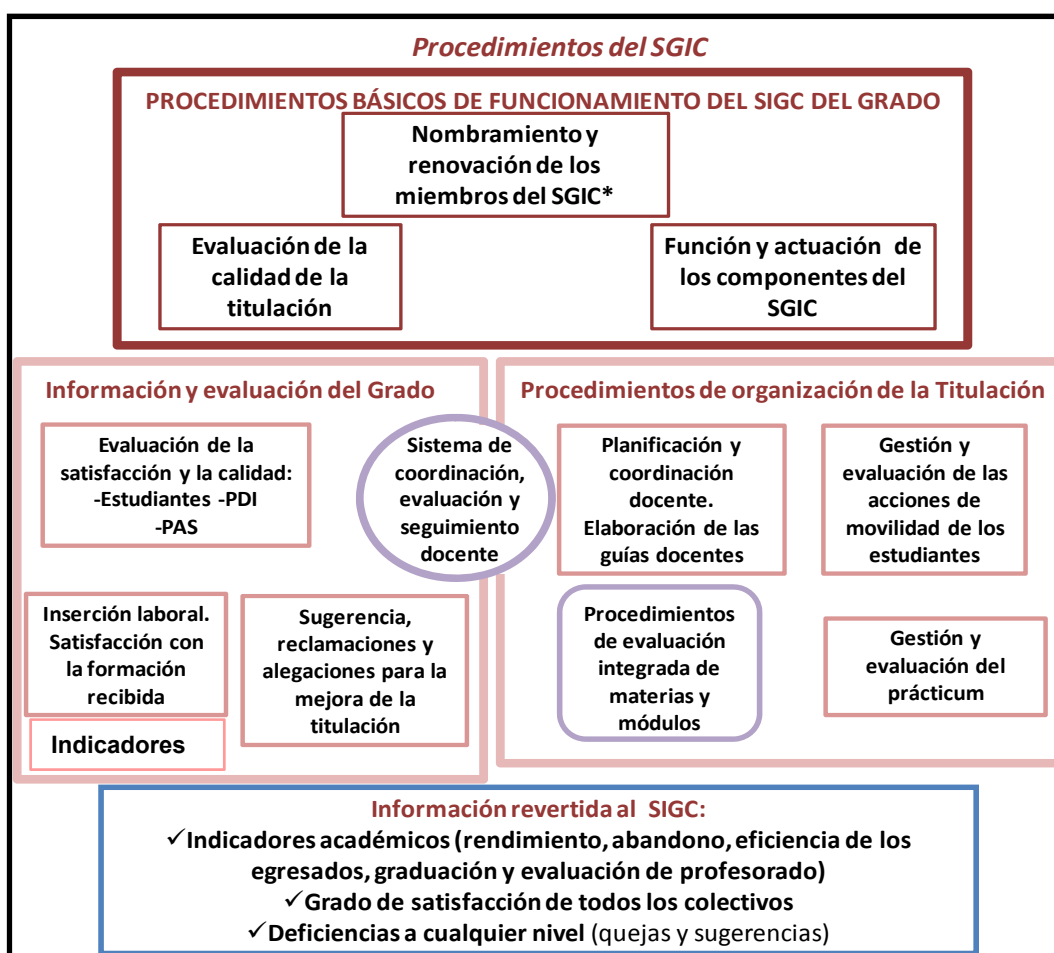 Procedimientos del SGIC
PROCEDIMIENTOS BÁSICOS DE FUNCIONAMIENTO DEL SIGC DEL GRADO
Nombramiento y
renovación de los
miembros del SGIC*
Evaluación de la
calidad de la
titulación
Función y actuación de
los componentes del
SGIC
Información y evaluación del Grado
Evaluación de la
satisfacción y la calidad:
-Estudiantes -PDI
-PAS
Sistema de
coordinación,
evaluación y
seguimiento
docente
Inserción laboral.
Satisfacción con
la formación
recibida
Indicadores
Sugerencia,
reclamaciones y
alegaciones para la
mejora de la
titulación
Procedimientos de organización de la Titulación
Planificación y
coordinación
docente.
Elaboración de las
guías docentes
Gestión y
evaluación de las
acciones de
movilidad de los
estudiantes
Procedimientos
de evaluación
integrada de
materias y
módulos
Gestión y
evaluación del
prácticum
Información revertida al SIGC:
✓Indicadores académicos (rendimiento, abandono, eficiencia de los
egresados, graduación y evaluación de profesorado)
✓Grado de satisfacción de todos los colectivos
✓Deficiencias a cualquier nivel (quejas y sugerencias)